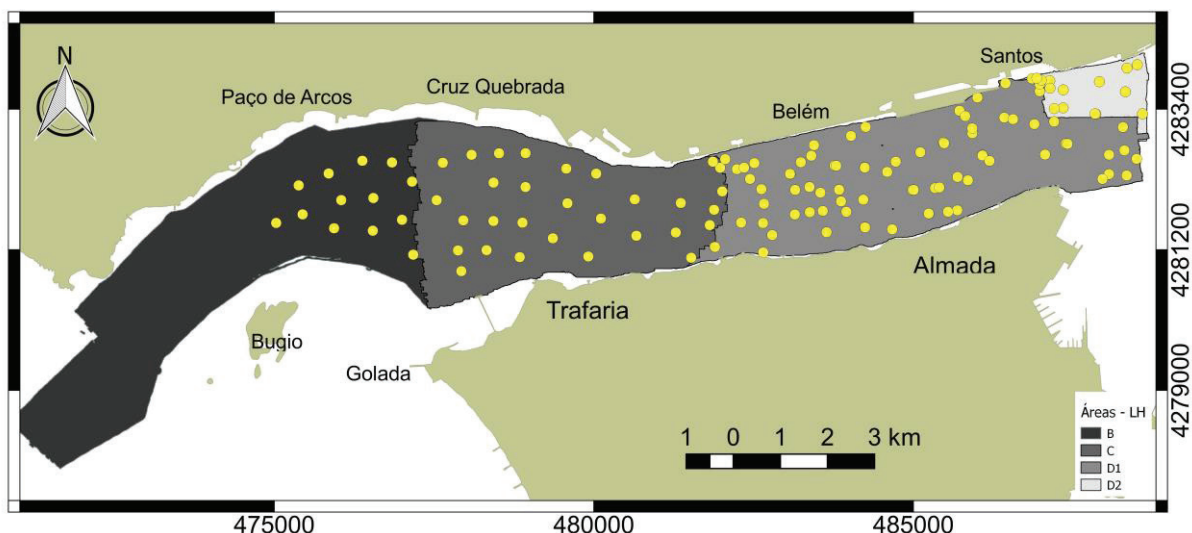 N
Santos
Cruz Quebrada
Paço de Arcos
Belém
4283400
4281200
Almada
Trafaria
Bugio
Golada
4279000
Áreas - LH
B
C
D1
D2
1 0 1 2 3 km
475000 480000 485000